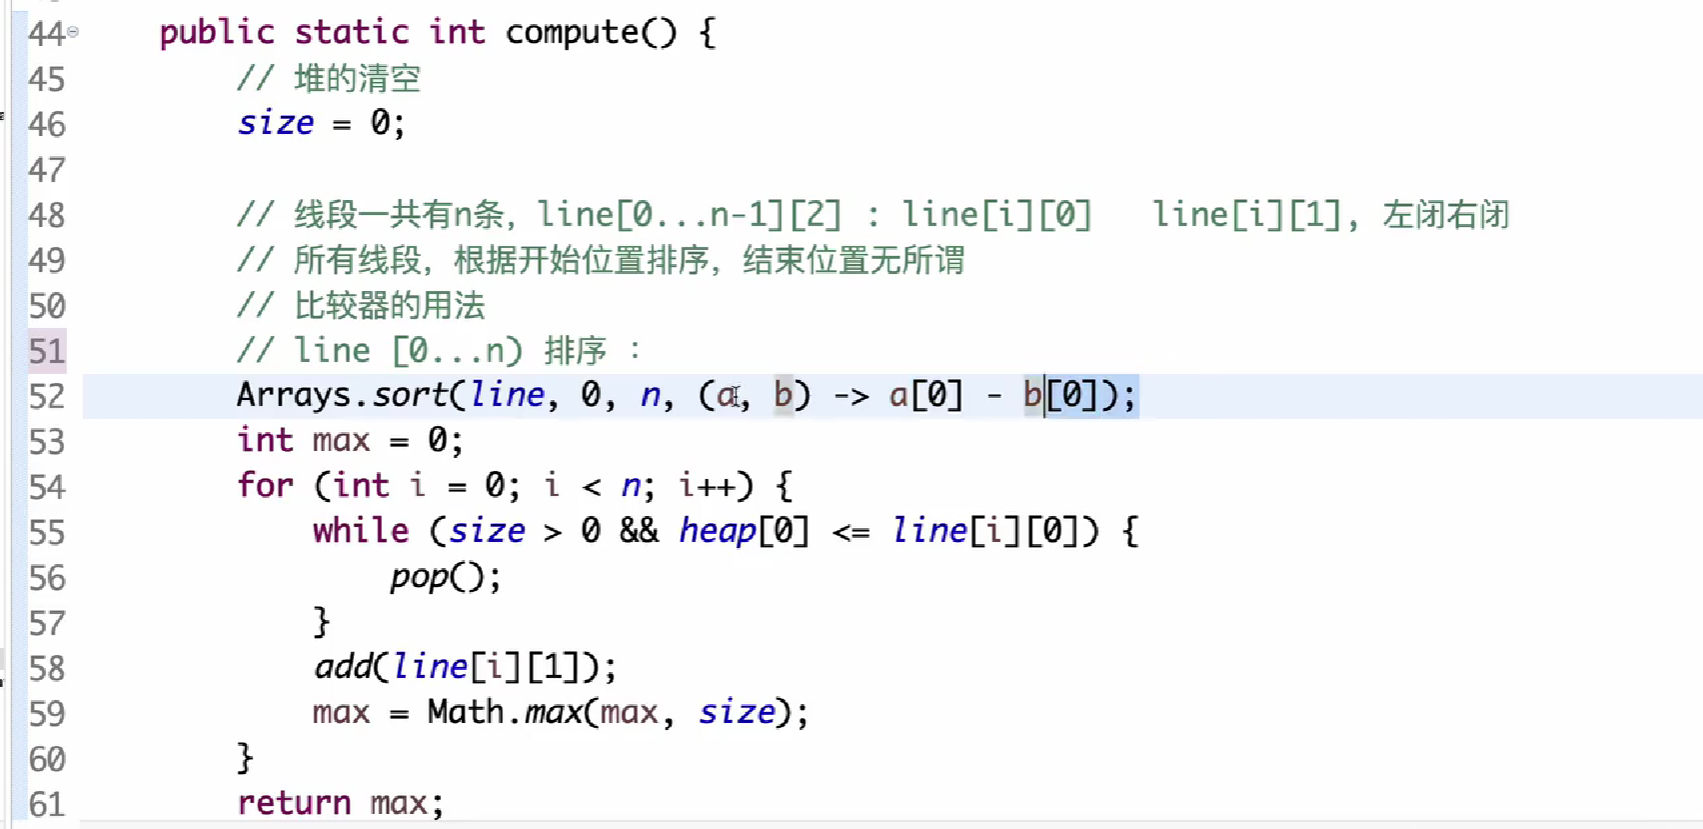 44 public static int compute() {
45 // 堆的清空
46 size = 0;
47
48 // 线段一共有n条，line[0...n-1][2] : line[i][0] line[i][1]，左闭右闭
49 // 所有线段，根据开始位置排序，结束位置无所谓
50 // 比较器的用法
51 // line [0...n) 排序 :
52 Arrays.sort(line, 0, n, (a, b) -> a[0] - b[0]);
53 int max = 0;
54 for (int i = 0; i < n; i++) {
55 while (size > 0 && heap[0] <= line[i][0]) {
56 pop();
57 }
58 add(line[i][1]);
59 max = Math.max(max, size);
60 }
61 return max;